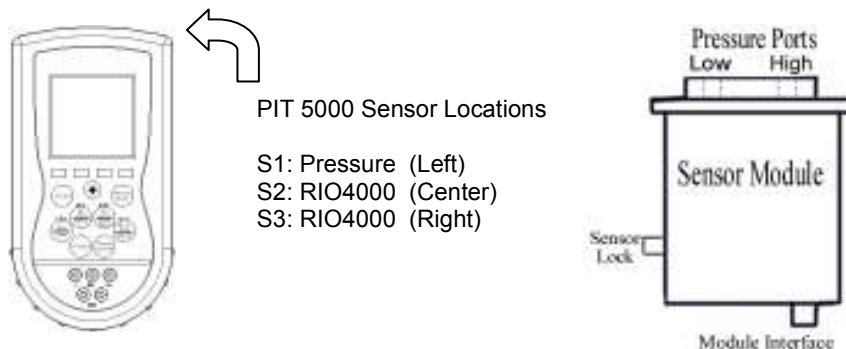 PIT 5000 Sensor Locations
S1: Pressure (Left)
S2: RIO4000 (Center)
S3: RIO4000 (Right)
Pressure Ports
Low High
Sensor Module
Sensor
Lock
Module Interface